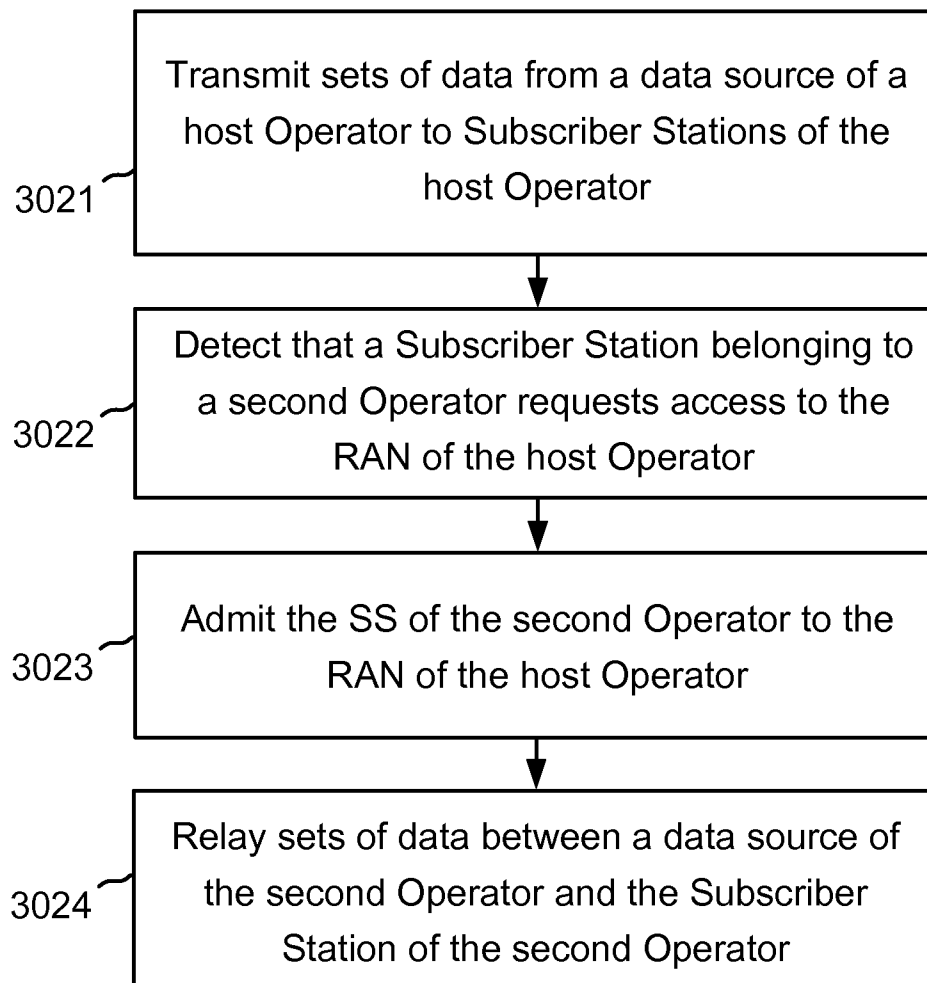 Transmit sets of data from a data source of a
host Operator to Subscriber Stations of the
host Operator
3021
Detect that a Subscriber Station belonging to
a second Operator requests access to the
RAN of the host Operator
3022
Admit the SS of the second Operator to the
RAN of the host Operator
3023
Relay sets of data between a data source of
the second Operator and the Subscriber
Station of the second Operator
3024